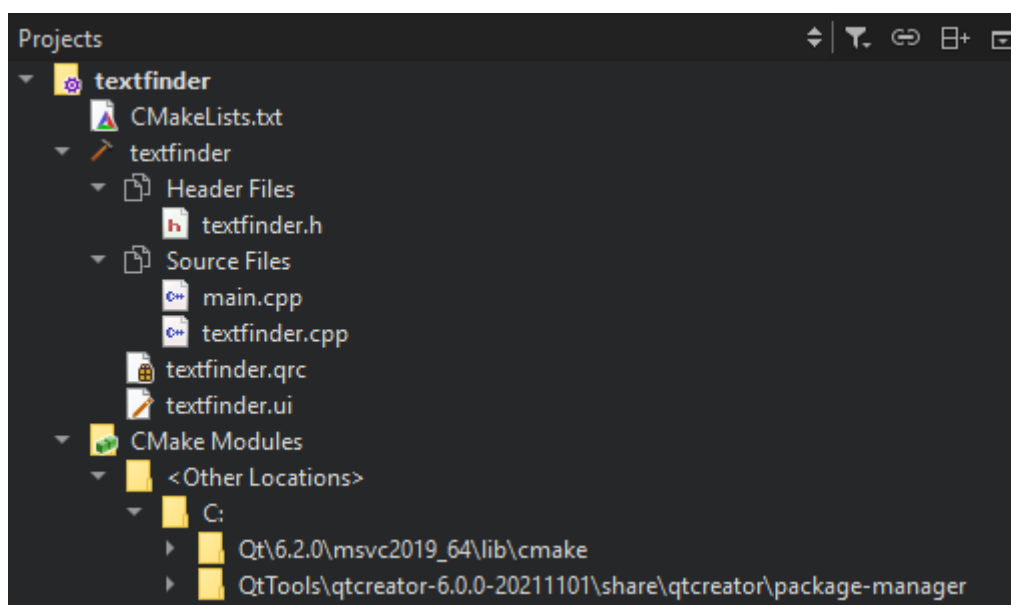 Projects
textfinder
CMakeLists.txt
textfinder
Header Files
h textfinder.h
Source Files
C++ main.cpp
C++ textfinder.cpp
textfinder.qrc
textfinder.ui
CMake Modules
<Other Locations>
C:
Qt\6.2.0\msvc2019_64\lib\cmake
QtTools\qtcreator-6.0.0-20211101\share\qtcreator\package-manager